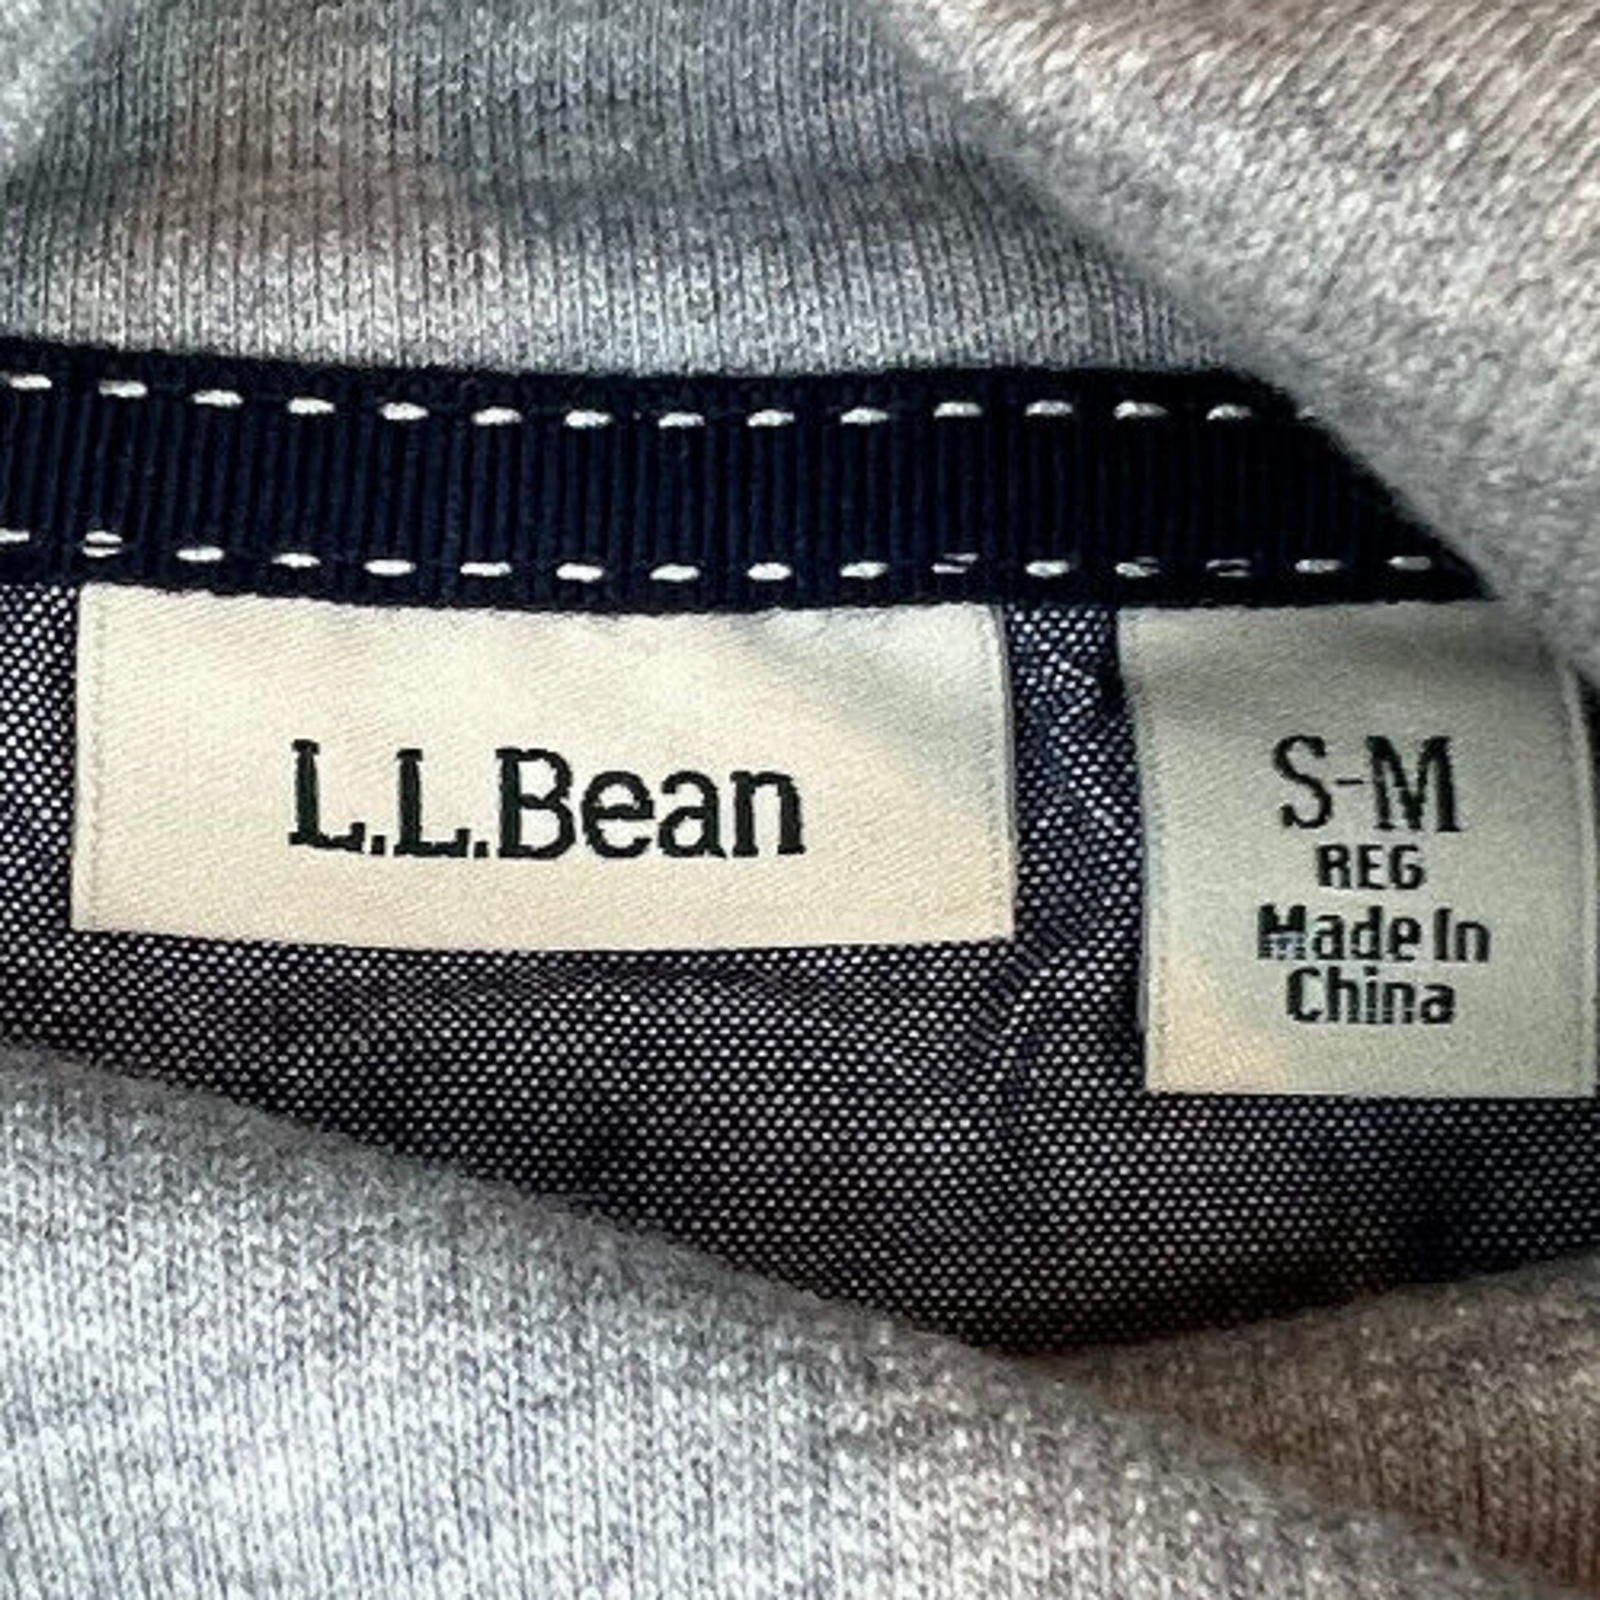 L.L.Bean
S-M
REG
Made In
China